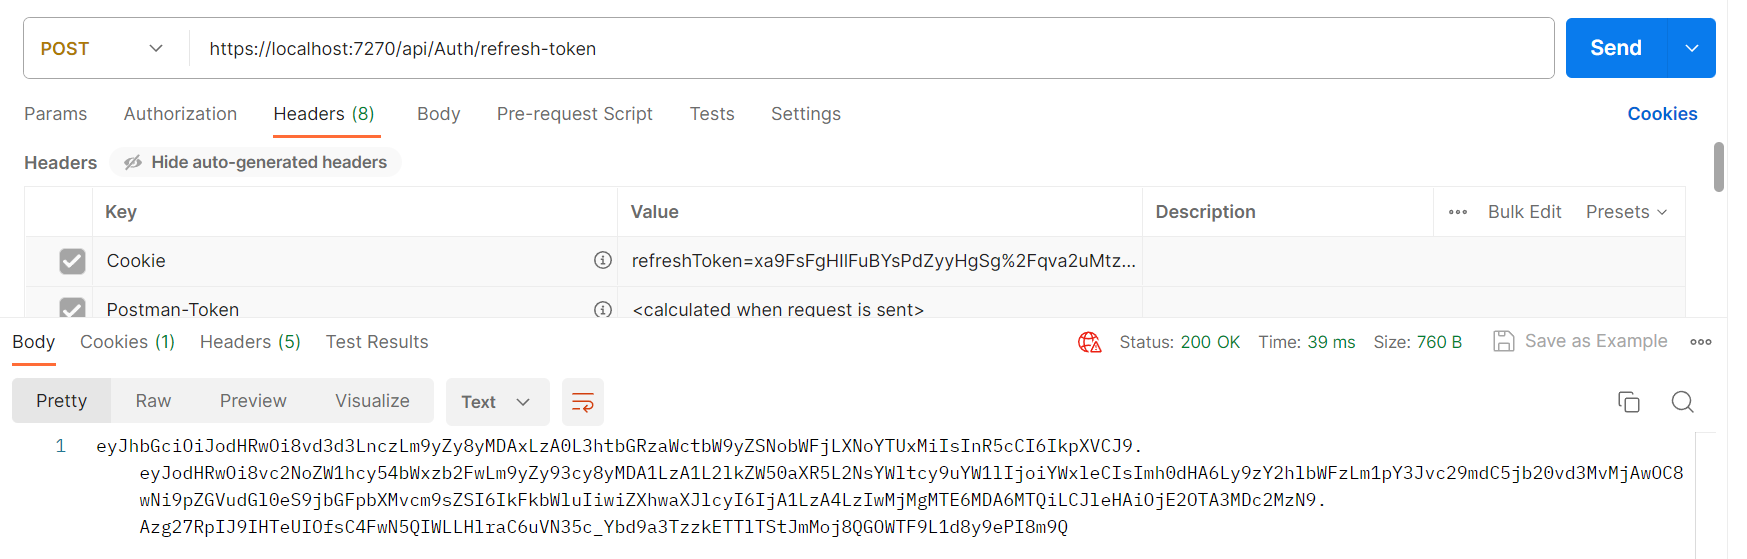 POST https://localhost:7270/api/Auth/refresh-token Send
Params Authorization Headers (8) Body Pre-request Script Tests Settings Cookies
Headers Hide auto-generated headers
Key Value Description Bulk Edit Presets
Cookie refreshToken=xa9FsFgHIlFuBYsPdZyyHgSg%2Fqva2uMtz...
Postman-Token <calculated when request is sent>
Body Cookies (1) Headers (5) Test Results Status: 200 OK Time: 39 ms Size: 760 B Save as Example
Pretty Raw Preview Visualize Text
1 eyJhbGciOiJodHRwOi8vd3d3LnczLm9yZy8yMDAxLzA0L3htbGRzaWctbW9yZSNobWFjLXNoYTUxMiIsInR5cCI6IkpXVCJ9.
eyJodHRwOi8vc2NoZW1hcy54bWxzb2FwLm9yZy93cy8yMDA1LzA1L2lkZW50aXR5L2NsYWltcy9uYW1lIjoiYWxleCIsImh0dHA6Ly9zY2hlbWFzLm1pY3Jvc29mdC5jb20vd3MvMjAwOC8
wNi9pZGVudGl0eS9jbGFpbXMvcm9sZSI6IkFkbWluIiwiZXhwaXJlcyI6IjA1LzA4LzIwMjMgMTE6MDA6MTQiLCJleHAiOjE2OTA3MDc2MzN9.
Azg27RpIJ9IHTeUIOfsC4FwN5QIWLLHlraC6uVN35c_Ybd9a3TzzkETTlTStJmMoj8QGOWTF9L1d8y9ePI8m9Q